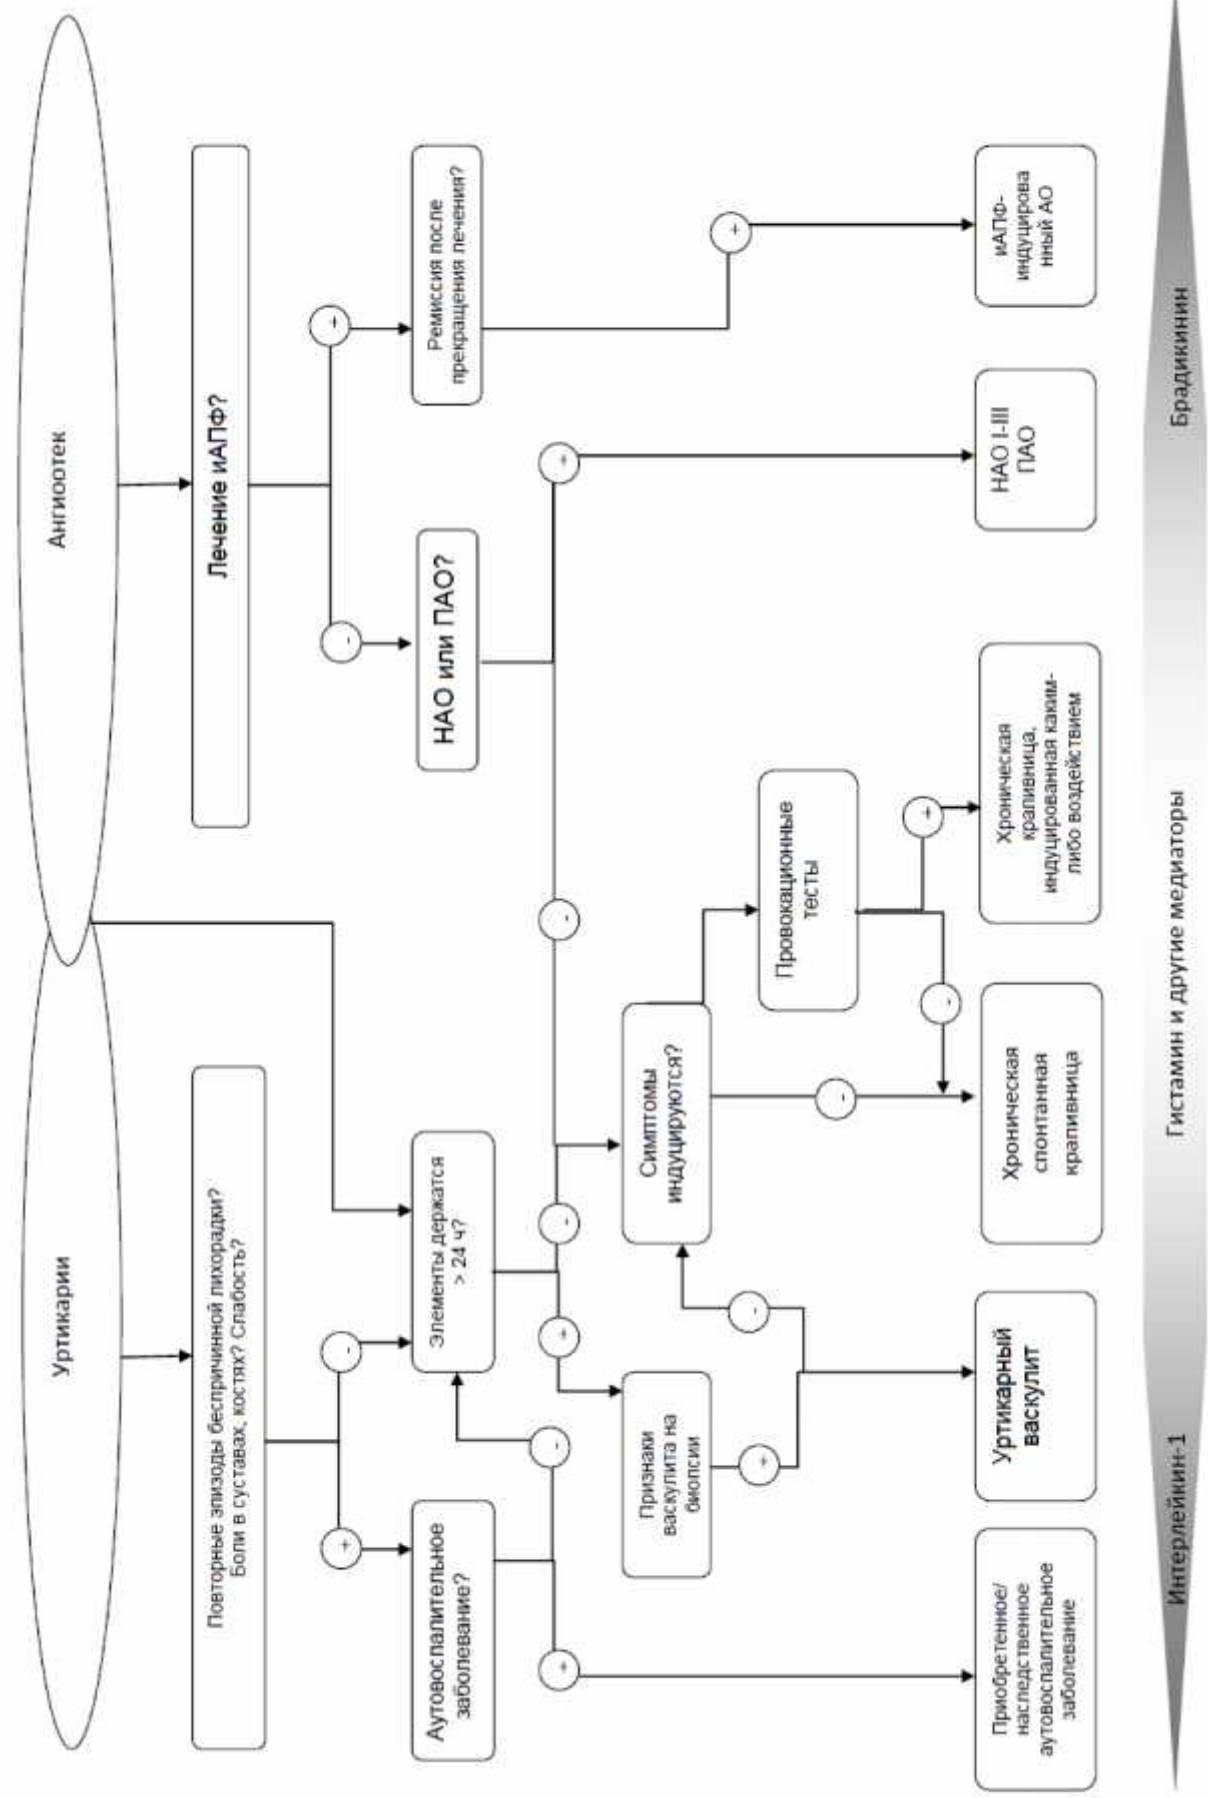 Уртикарии
Ангиоотек
Повторные эпизоды беспричинной лихорадки?
Боли в суставах, костях? Слабость?
Лечение иАПФ?
+
-
-
+
Аутовоспалительное
заболевание?
Элементы держатся
> 24 ч?
НАО или ПАО?
Ремиссия после
прекращения лечения?
+
-
+
-
-
+
+
Признаки
васкулита на
биопсии
Симптомы
индуцируются?
+
-
-
Провокационные
тесты
-
+
Приобретенное/
наследственное
аутовоспалительное
заболевание
Уртикарный
васкулит
Хроническая
спонтанная
крапивница
Хроническая
крапивница,
индуцированная каким-
либо воздействием
НАО I-III
ПАО
иАПФ-
индуцирова
нный АО
Интерлейкин-1
Гистамин и другие медиаторы
Брадикинин